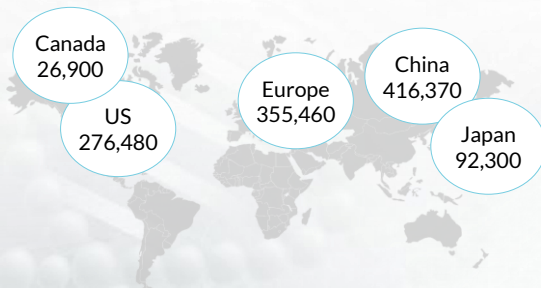 Canada
26,900
US
276,480
Europe
355,460
China
416,370
Japan
92,300